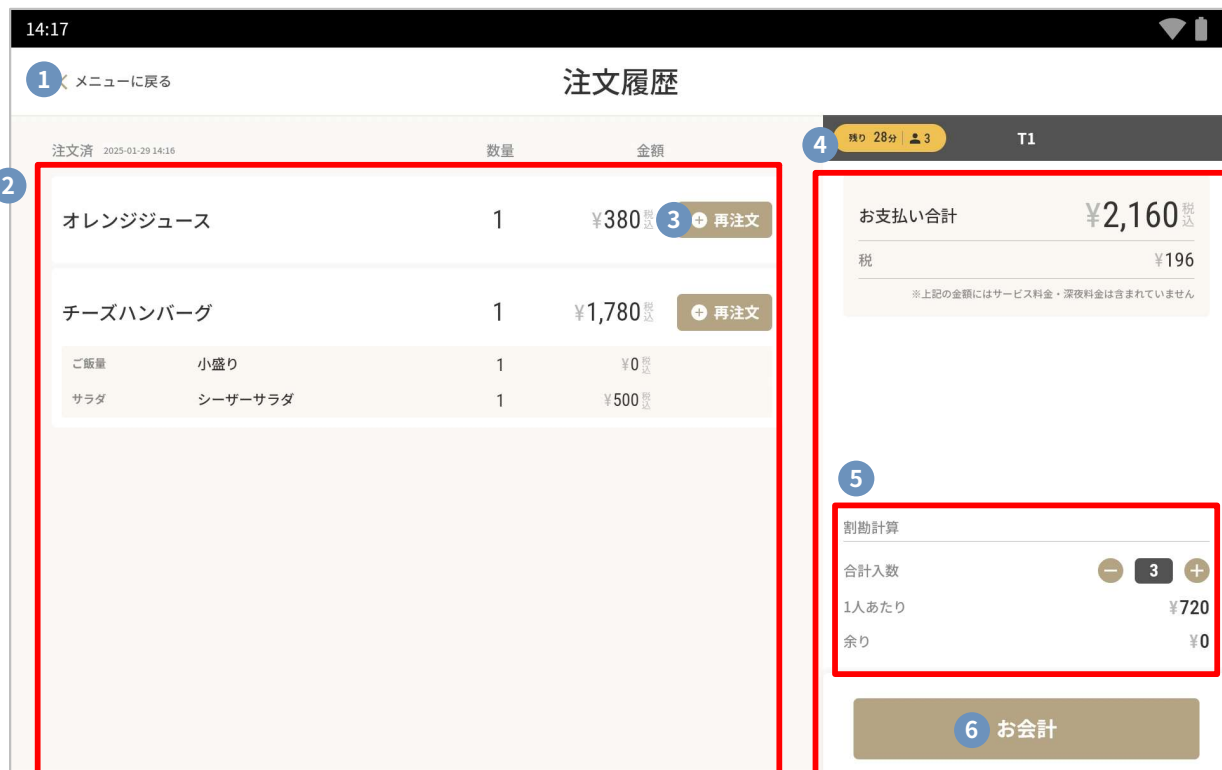 14:17
1 メニューに戻る
注文履歴
注文済 2025-01-29 14:16 数量 金額
2
オレンジジュース 1 ¥380 税込 3 再注文
チーズハンバーグ 1 ¥1,780 税込 再注文
ご飯量 小盛り 1 ¥0 税込
サラダ シーザーサラダ 1 ¥500 税込
4 残り 28分 3 T1
お支払い合計 ¥2,160 税込
税 ¥196
※上記の金額にはサービス料金・深夜料金は含まれていません
5
割勘計算
合計入数 3
1人あたり ¥720
余り ¥0
6 お会計